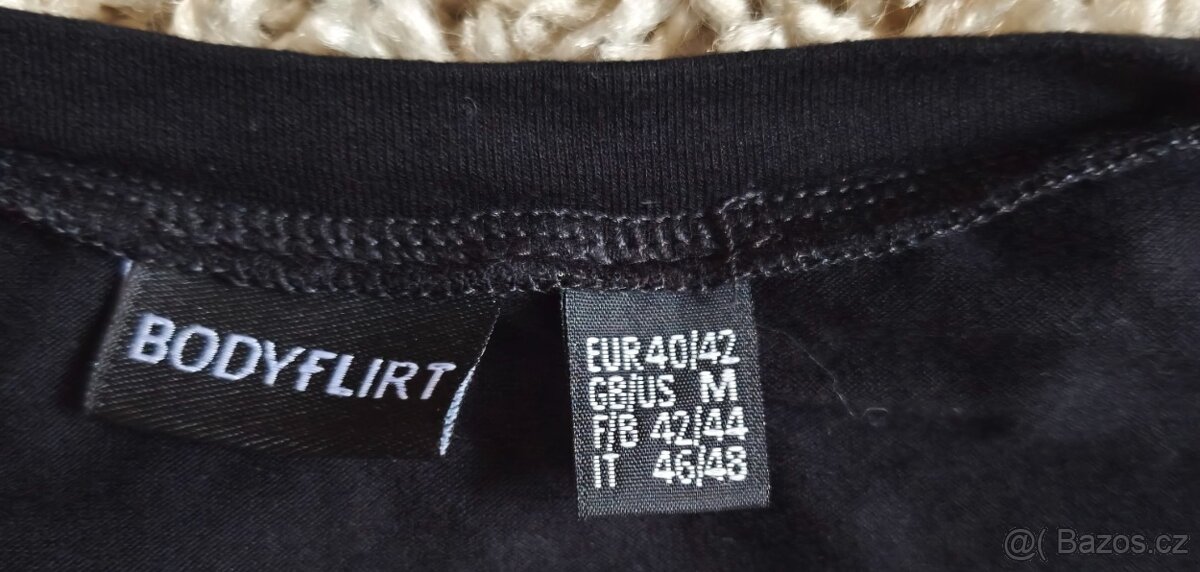 BODYFLIRT
EUR 40/42
GB/US M
F/B 42/44
IT 46/48
@( Bazos.cz